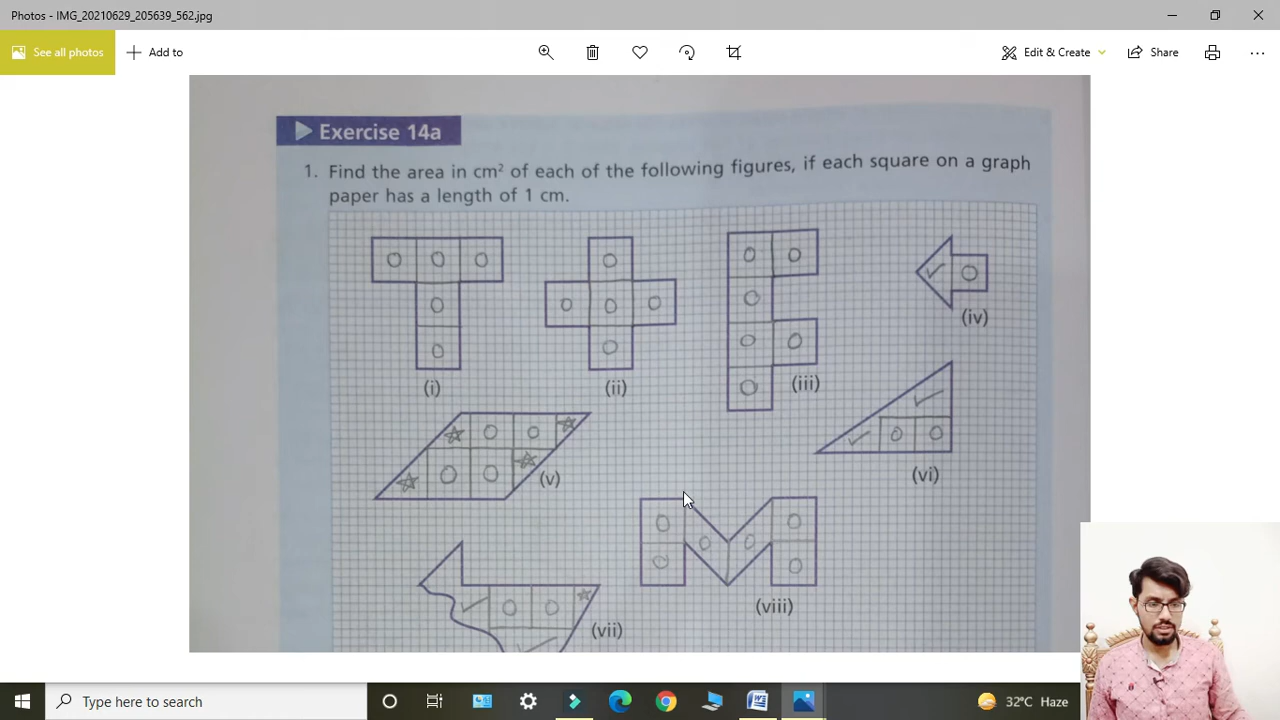 Photos - IMG_20210629_205639_562.jpg
See all photos
Add to
Edit & Create
Share
Exercise 14a
1. Find the area in cm² of each of the following figures, if each square on a graph
paper has a length of 1 cm.
(i)
(ii)
(iii)
(iv)
(v)
(vi)
(vii)
(viii)
Type here to search
32°C Haze